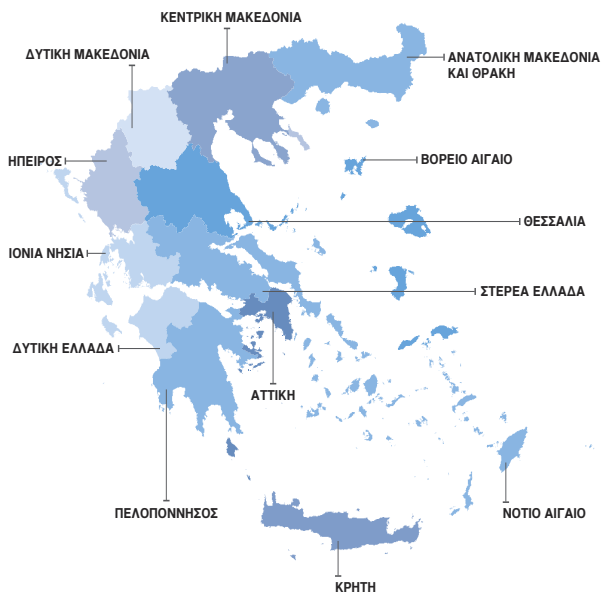 ΚΕΝΤΡΙΚΗ ΜΑΚΕΔΟΝΙΑ
ΔΥΤΙΚΗ ΜΑΚΕΔΟΝΙΑ
ΑΝΑΤΟΛΙΚΗ ΜΑΚΕΔΟΝΙΑ
ΚΑΙ ΘΡΑΚΗ
ΗΠΕΙΡΟΣ
ΒΟΡΕΙΟ ΑΙΓΑΙΟ
ΘΕΣΣΑΛΙΑ
ΙΟΝΙΑ ΝΗΣΙΑ
ΣΤΕΡΕΑ ΕΛΛΑΔΑ
ΔΥΤΙΚΗ ΕΛΛΑΔΑ
ΑΤΤΙΚΗ
ΠΕΛΟΠΟΝΝΗΣΟΣ
ΝΟΤΙΟ ΑΙΓΑΙΟ
ΚΡΗΤΗ